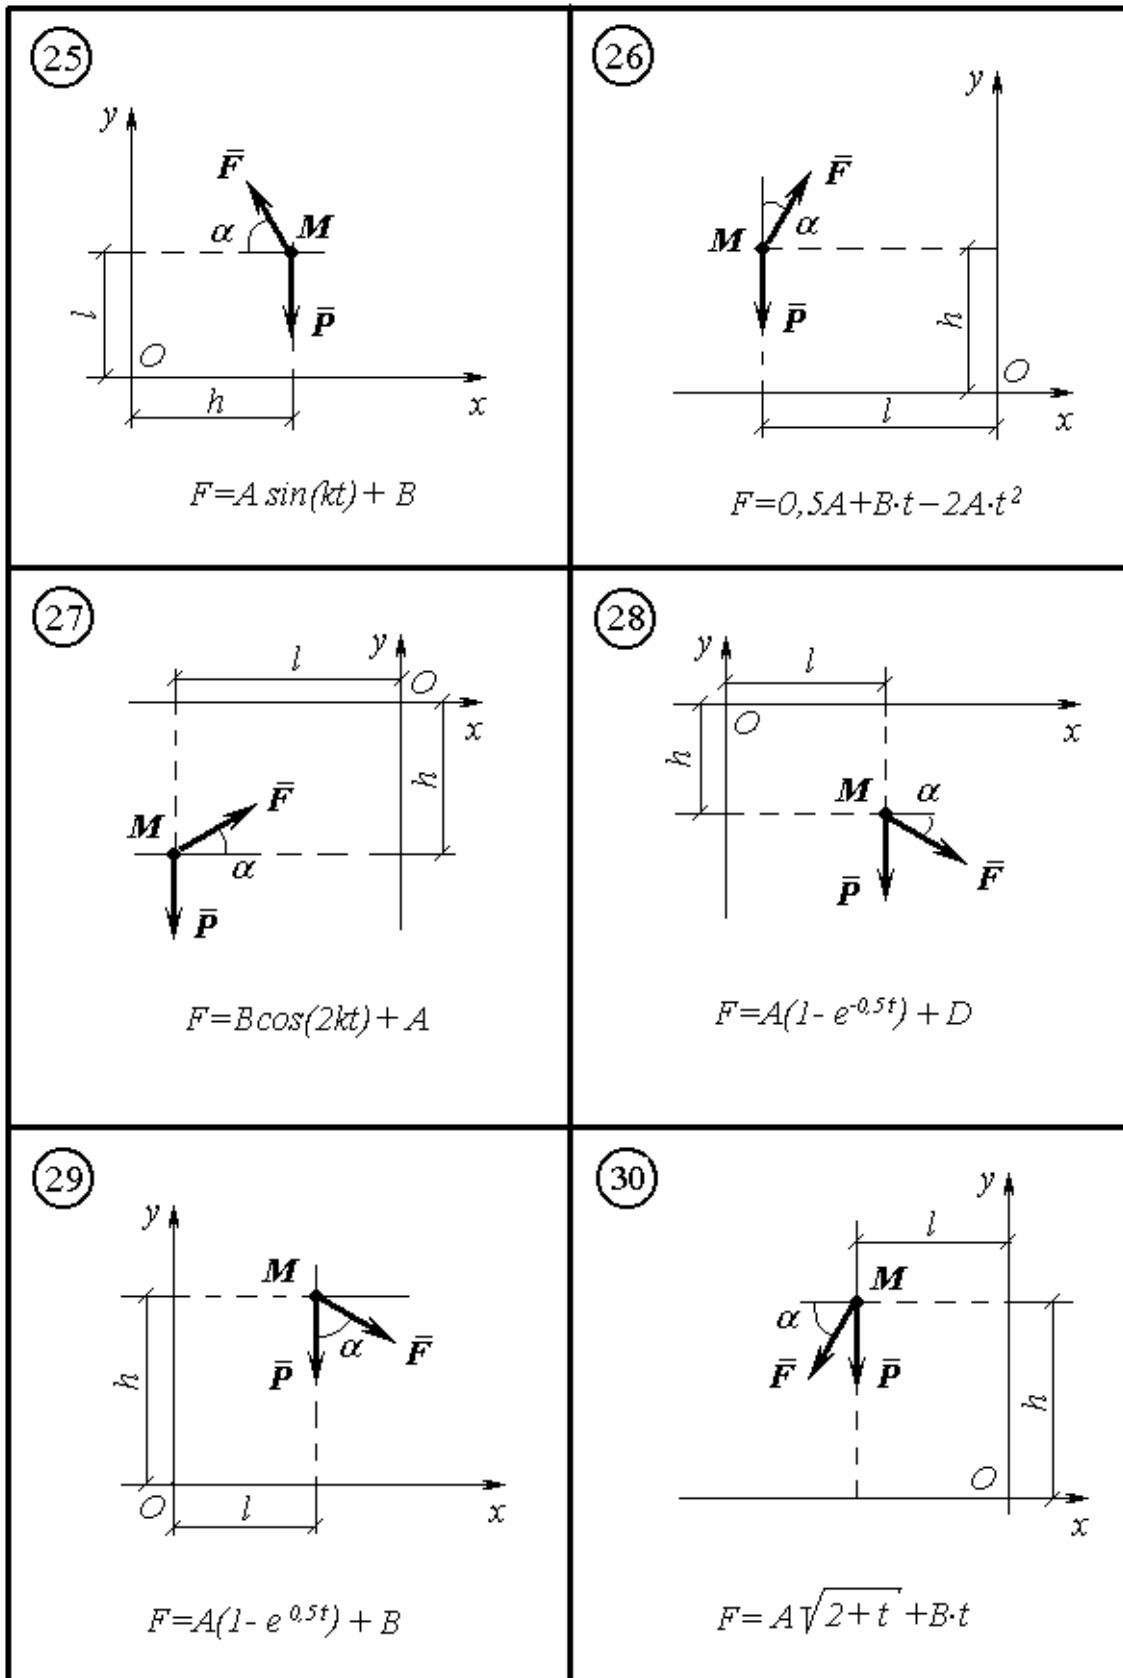 25
y
F̄
α
M
l
P̄
O
h
x
F=A sin(kt)+ B
26
y
F̄
M
α
P̄
h
O
l
x
F=0,5A+B·t−2A·t²
27
y
l
O
x
h
F̄
M
α
P̄
F=Bcos(2kt)+A
28
y
l
O
x
h
M
α
P̄
F̄
F=A(1- e^-0,5t)+D
29
y
M
α
F̄
P̄
h
O
l
x
F=A(1- e^0,5t)+ B
30
y
l
M
α
F̄
P̄
h
O
x
F= A√2+t +B·t